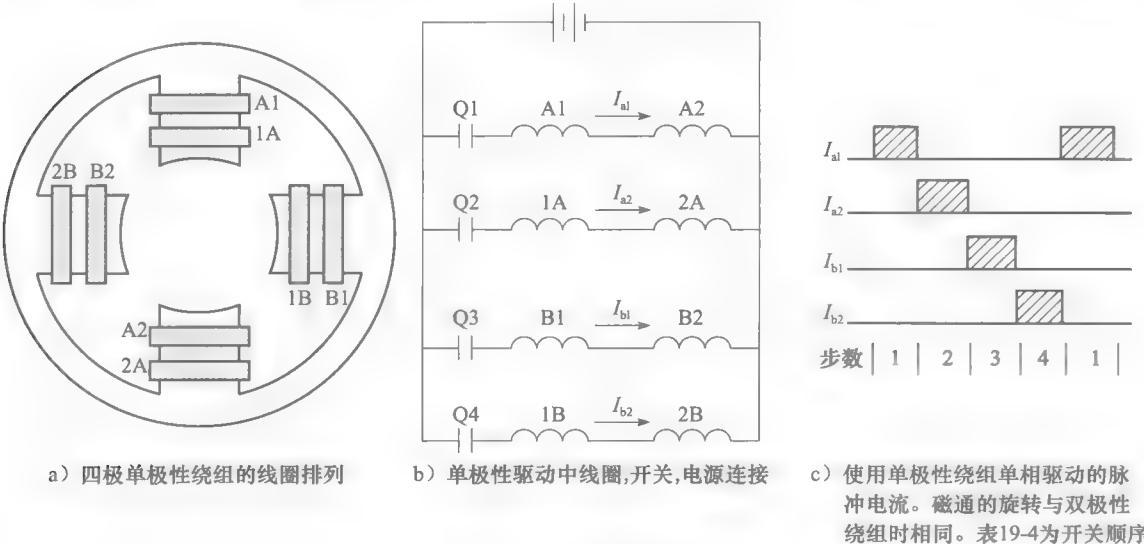 A1
1A
2B B2
1B B1
A2
2A
Q1 A1 Ia1 A2
Q2 1A Ia2 2A
Q3 B1 Ib1 B2
Q4 1B Ib2 2B
Ia1
Ia2
Ib1
Ib2
步数 | 1 | 2 | 3 | 4 | 1 |
a）四极单极性绕组的线圈排列
b）单极性驱动中线圈,开关,电源连接
c）使用单极性绕组单相驱动的脉
冲电流。磁通的旋转与双极性
绕组时相同。表19-4为开关顺序